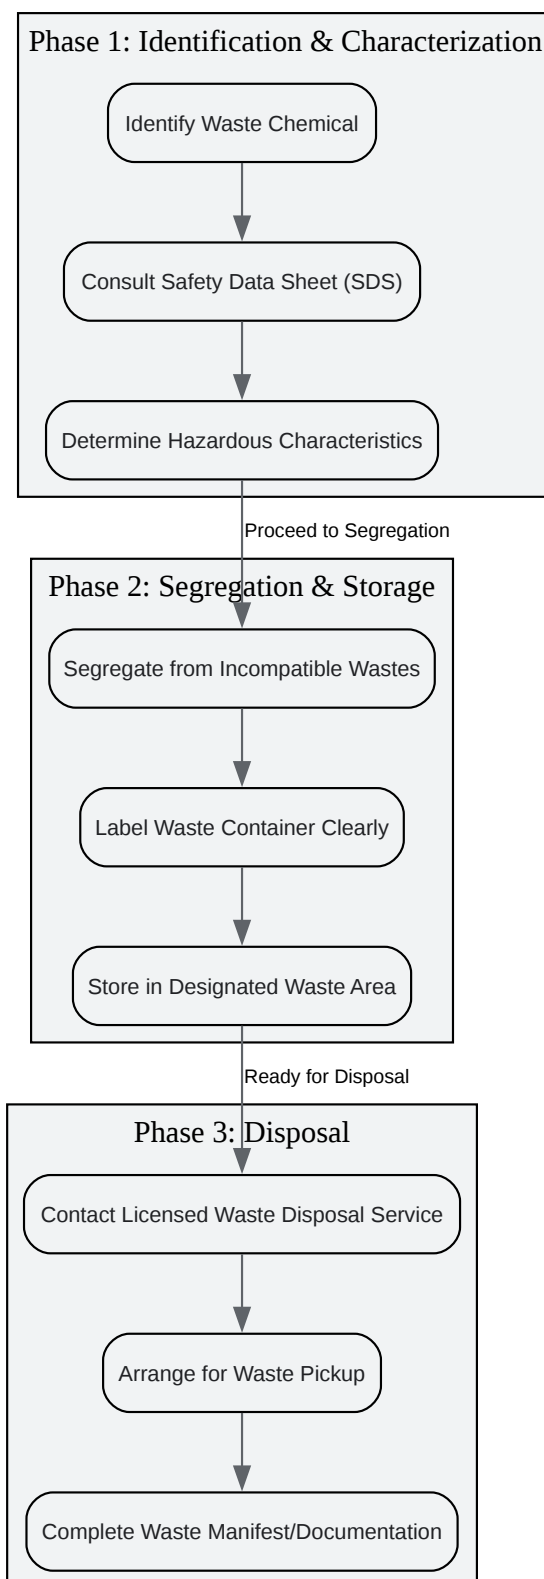 Phase 1: Identification & Characterization
Identify Waste Chemical
Consult Safety Data Sheet (SDS)
Determine Hazardous Characteristics
Proceed to Segregation
Phase 2: Segregation & Storage
Segregate from Incompatible Wastes
Label Waste Container Clearly
Store in Designated Waste Area
Ready for Disposal
Phase 3: Disposal
Contact Licensed Waste Disposal Service
Arrange for Waste Pickup
Complete Waste Manifest/Documentation